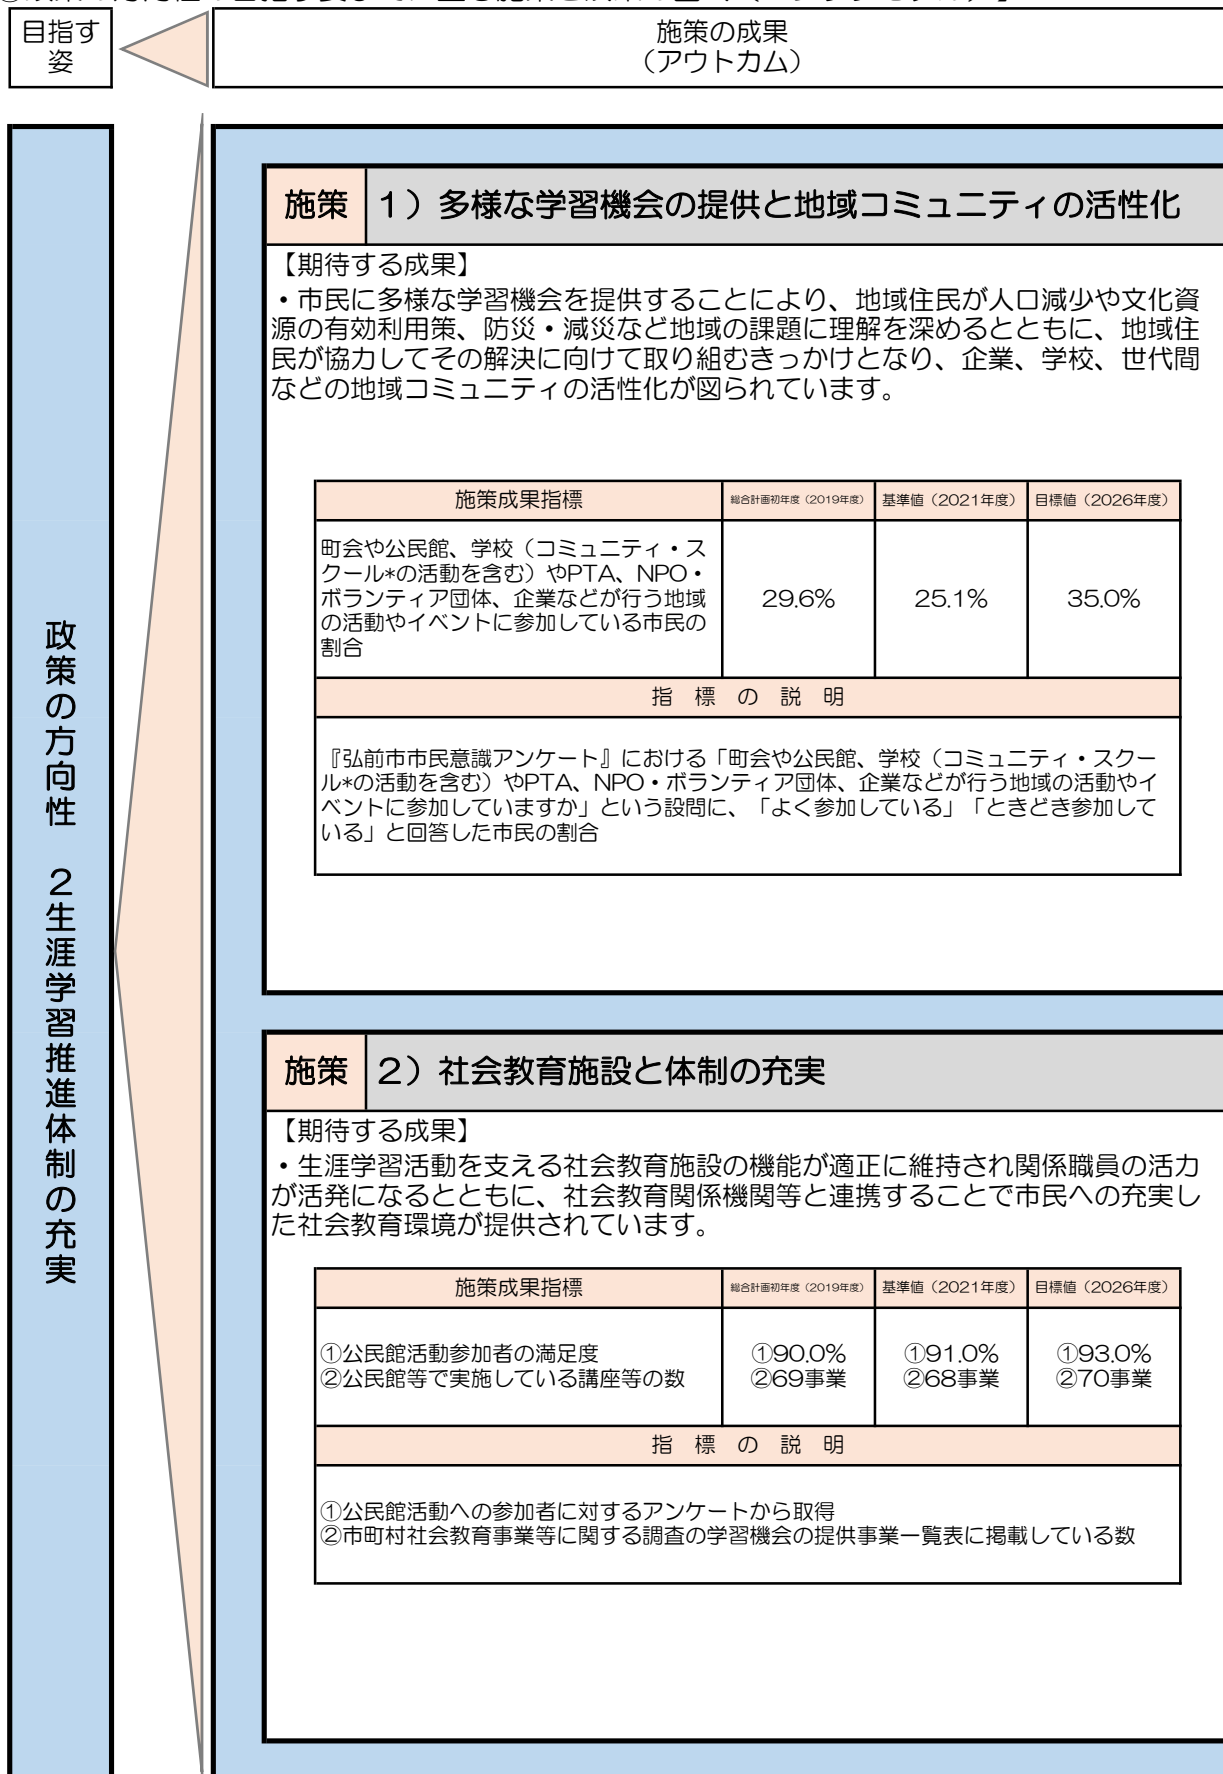 目指す
姿
施策の成果
（アウトカム）
政策の方向性　２生涯学習推進体制の充実
施策
１）多様な学習機会の提供と地域コミュニティの活性化
【期待する成果】
・市民に多様な学習機会を提供することにより、地域住民が人口減少や文化資
源の有効利用策、防災・減災など地域の課題に理解を深めるとともに、地域住
民が協力してその解決に向けて取り組むきっかけとなり、企業、学校、世代間
などの地域コミュニティの活性化が図られています。
施策成果指標 総合計画初年度（2019年度） 基準値（2021年度） 目標値（2026年度）
町会や公民館、学校（コミュニティ・ス
クール*の活動を含む）やPTA、NPO・
ボランティア団体、企業などが行う地域
の活動やイベントに参加している市民の
割合
29.6% 25.1% 35.0%
指　標　の　説　明
『弘前市市民意識アンケート』における「町会や公民館、学校（コミュニティ・スクー
ル*の活動を含む）やPTA、NPO・ボランティア団体、企業などが行う地域の活動やイ
ベントに参加していますか」という設問に、「よく参加している」「ときどき参加して
いる」と回答した市民の割合
施策
２）社会教育施設と体制の充実
【期待する成果】
・生涯学習活動を支える社会教育施設の機能が適正に維持され関係職員の活力
が活発になるとともに、社会教育関係機関等と連携することで市民への充実し
た社会教育環境が提供されています。
施策成果指標 総合計画初年度（2019年度） 基準値（2021年度） 目標値（2026年度）
①公民館活動参加者の満足度 ①90.0% ①91.0% ①93.0%
②公民館等で実施している講座等の数 ②69事業 ②68事業 ②70事業
指　標　の　説　明
①公民館活動への参加者に対するアンケートから取得
②市町村社会教育事業等に関する調査の学習機会の提供事業一覧表に掲載している数